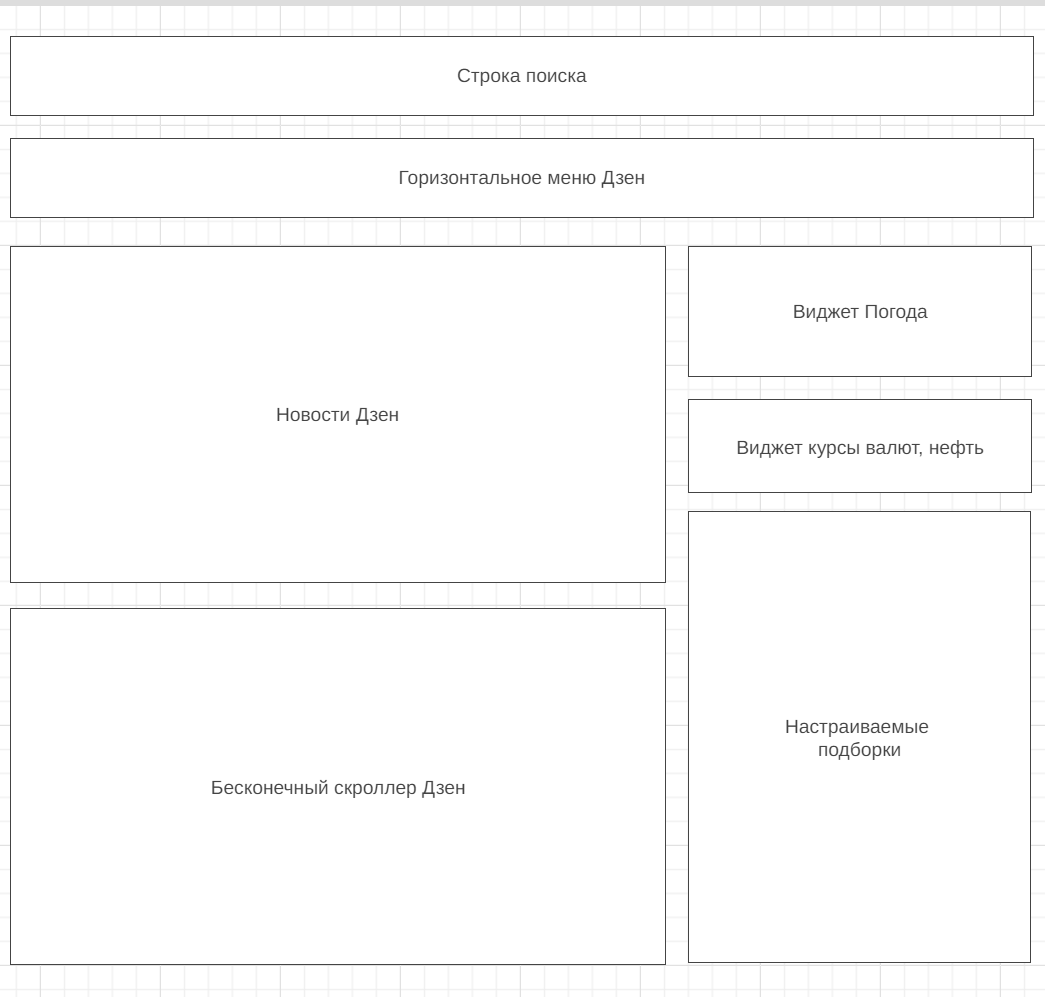 Строка поиска
Горизонтальное меню Дзен
Новости Дзен
Виджет Погода
Виджет курсы валют, нефть
Бесконечный скроллер Дзен
Настраиваемые
подборки